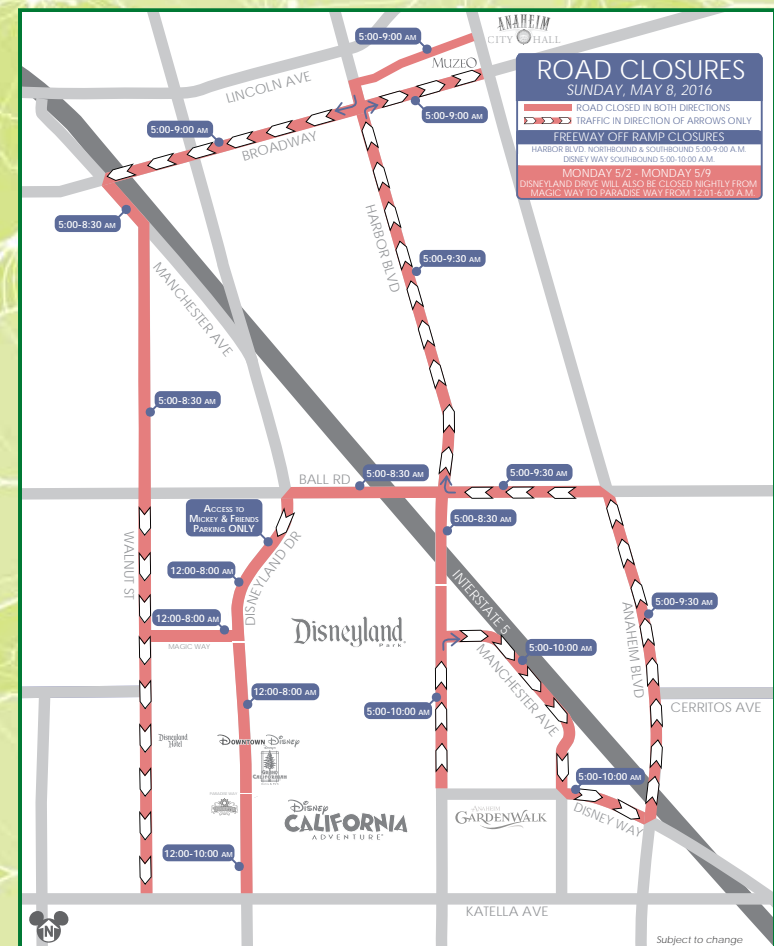 ANAHEIM
CITY HALL
5:00-9:00 AM
MUZEO
LINCOLN AVE
ROAD CLOSURES
SUNDAY, MAY 8, 2016
ROAD CLOSED IN BOTH DIRECTIONS
TRAFFIC IN DIRECTION OF ARROWS ONLY
FREEWAY OFF RAMP CLOSURES
HARBOR BLVD. NORTHBOUND & SOUTHBOUND 5:00-9:00 A.M.
DISNEY WAY SOUTHBOUND 5:00-10:00 A.M.
MONDAY 5/2 - MONDAY 5/9
DISNEYLAND DRIVE WILL ALSO BE CLOSED NIGHTLY FROM
MAGIC WAY TO PARADISE WAY FROM 12:01-6:00 A.M.
5:00-9:00 AM
5:00-9:00 AM
BROADWAY
5:00-8:30 AM
HARBOR BLVD
5:00-9:30 AM
MANCHESTER AVE
5:00-8:30 AM
BALL RD
5:00-8:30 AM
5:00-9:30 AM
ACCESS TO
MICKEY & FRIENDS
PARKING ONLY
5:00-8:30 AM
WALNUT ST
DISNEYLAND DR
12:00-8:00 AM
INTERSTATE 5
5:00-9:30 AM
ANAHEIM BLVD
12:00-8:00 AM
MAGIC WAY
Disneyland
Park
5:00-10:00 AM
MANCHESTER AVE
12:00-8:00 AM
5:00-10:00 AM
CERRITOS AVE
Disneyland
Hotel
DOWNTOWN DISNEY
GRAND
CALIFORNIAN
5:00-10:00 AM
PARADISE WAY
DISNEY
CALIFORNIA
ADVENTURE
ANAHEIM
GARDENWALK
DISNEY WAY
12:00-10:00 AM
KATELLA AVE
N
Subject to change